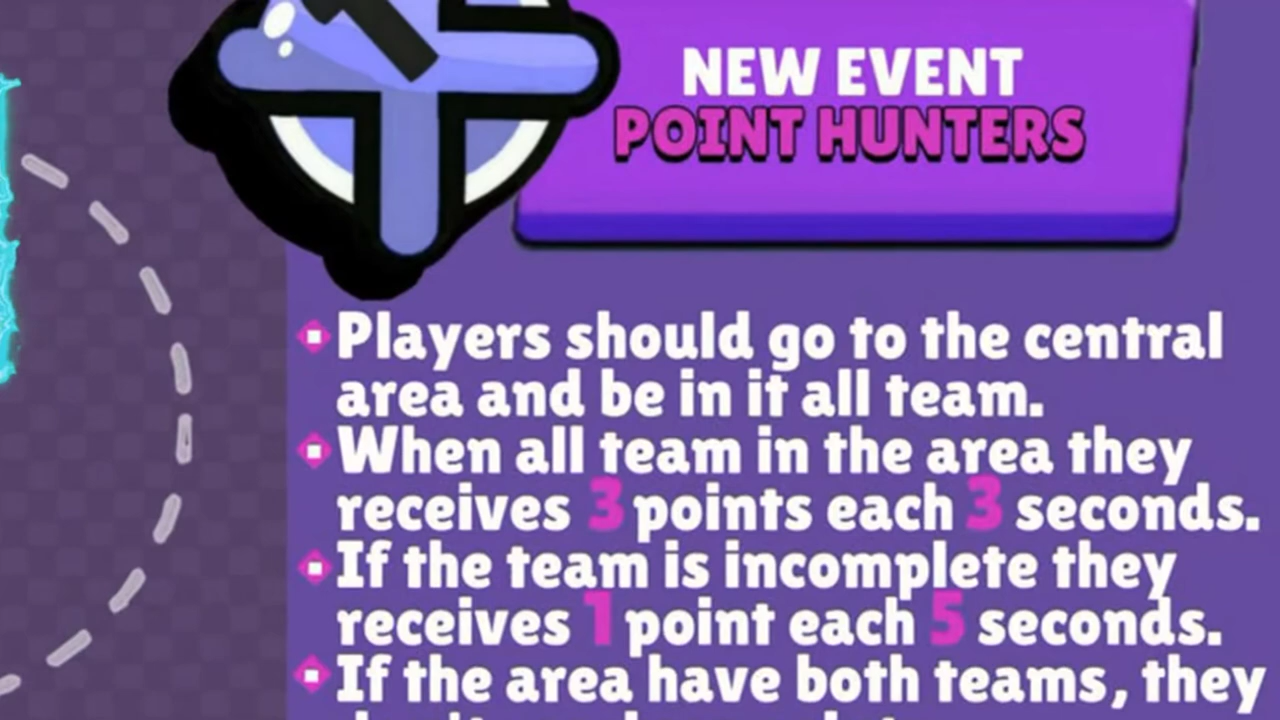 NEW EVENT
POINT HUNTERS
Players should go to the central
area and be in it all team.
When all team in the area they
receives 3 points each 3 seconds.
If the team is incomplete they
receives 1 point each 5 seconds.
If the area have both teams, they